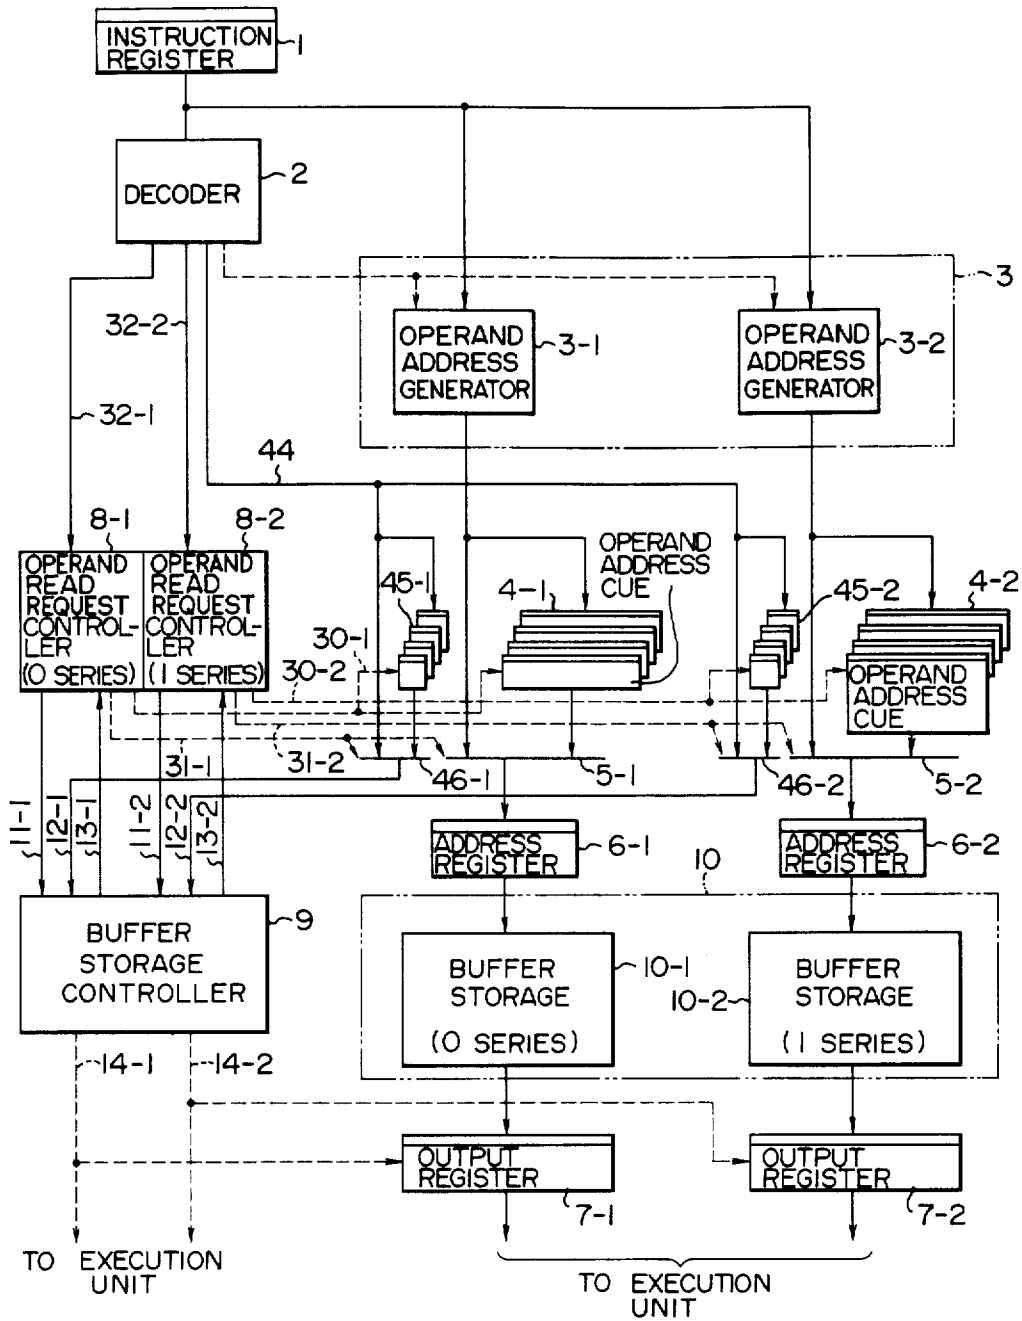 INSTRUCTION
REGISTER
1
DECODER
2
3
32-2
OPERAND
ADDRESS
GENERATOR
3-1
OPERAND
ADDRESS
GENERATOR
3-2
32-1
44
8-1
8-2
OPERAND
READ
REQUEST
CONTROL-
LER
(0 SERIES)
OPERAND
READ
REQUEST
CONTROL-
LER
(1 SERIES)
45-1
4-1
OPERAND
ADDRESS
CUE
45-2
4-2
OPERAND
ADDRESS
CUE
30-1
30-2
31-1
31-2
46-1
5-1
46-2
5-2
11-1
12-1
13-1
11-2
12-2
13-2
ADDRESS
REGISTER
6-1
ADDRESS
REGISTER
6-2
10
BUFFER
STORAGE
CONTROLLER
9
BUFFER
STORAGE
(0 SERIES)
10-1
10-2
BUFFER
STORAGE
(1 SERIES)
14-1
14-2
OUTPUT
REGISTER
7-1
OUTPUT
REGISTER
7-2
TO EXECUTION
UNIT
TO EXECUTION
UNIT